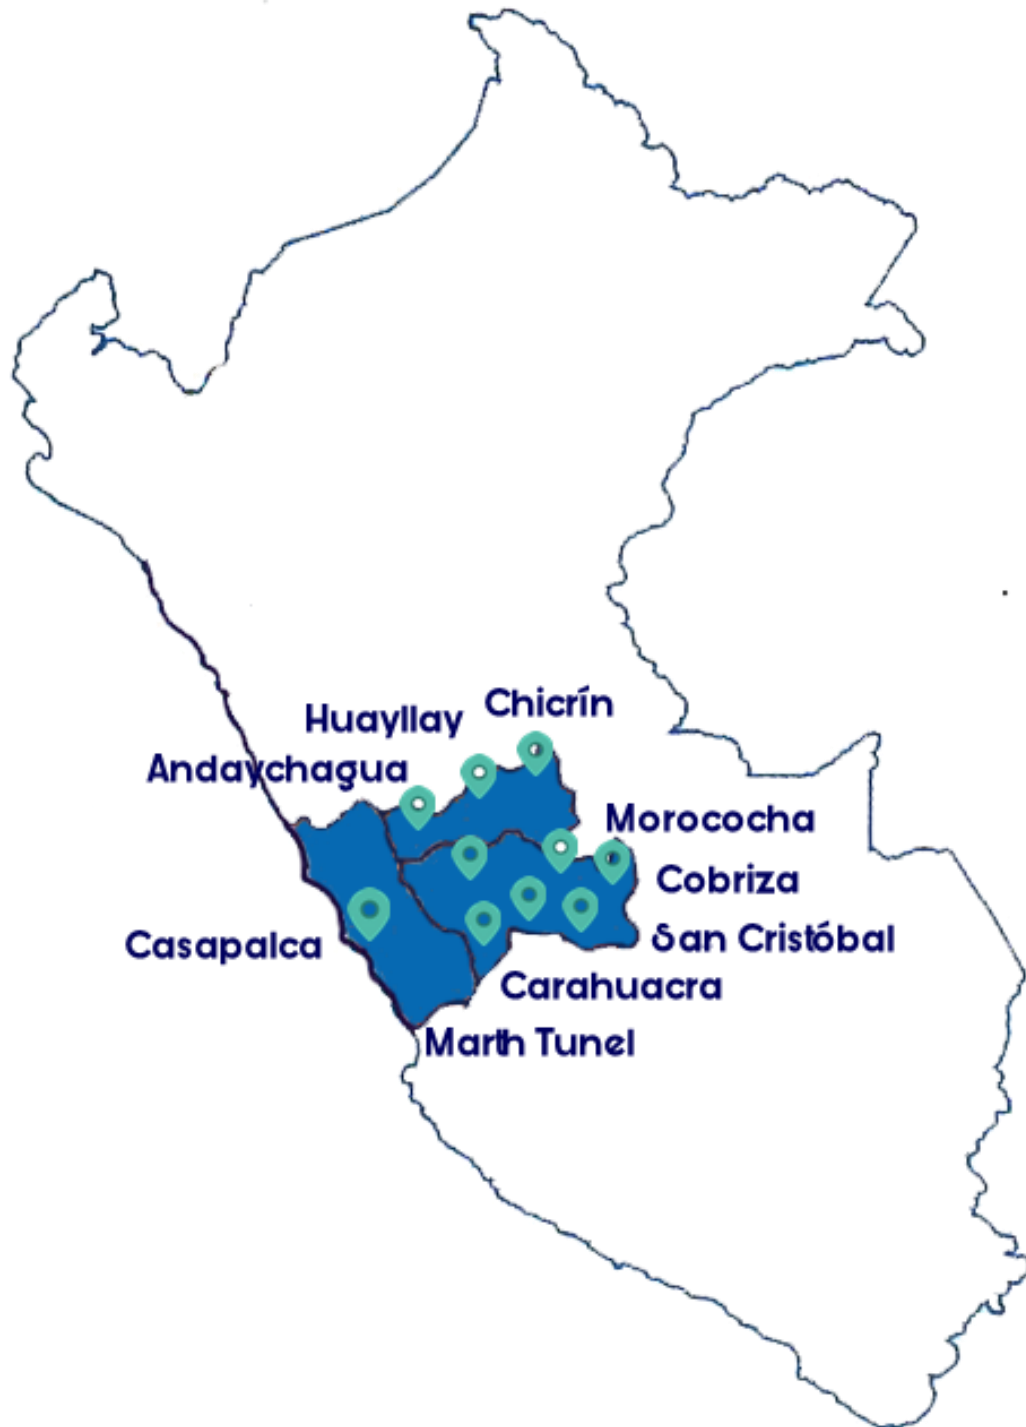 Chicrín
Huayllay
Andaychagua
Morococha
Cobriza
San Cristóbal
Casapalca
Carahuacra
Marth Tunel